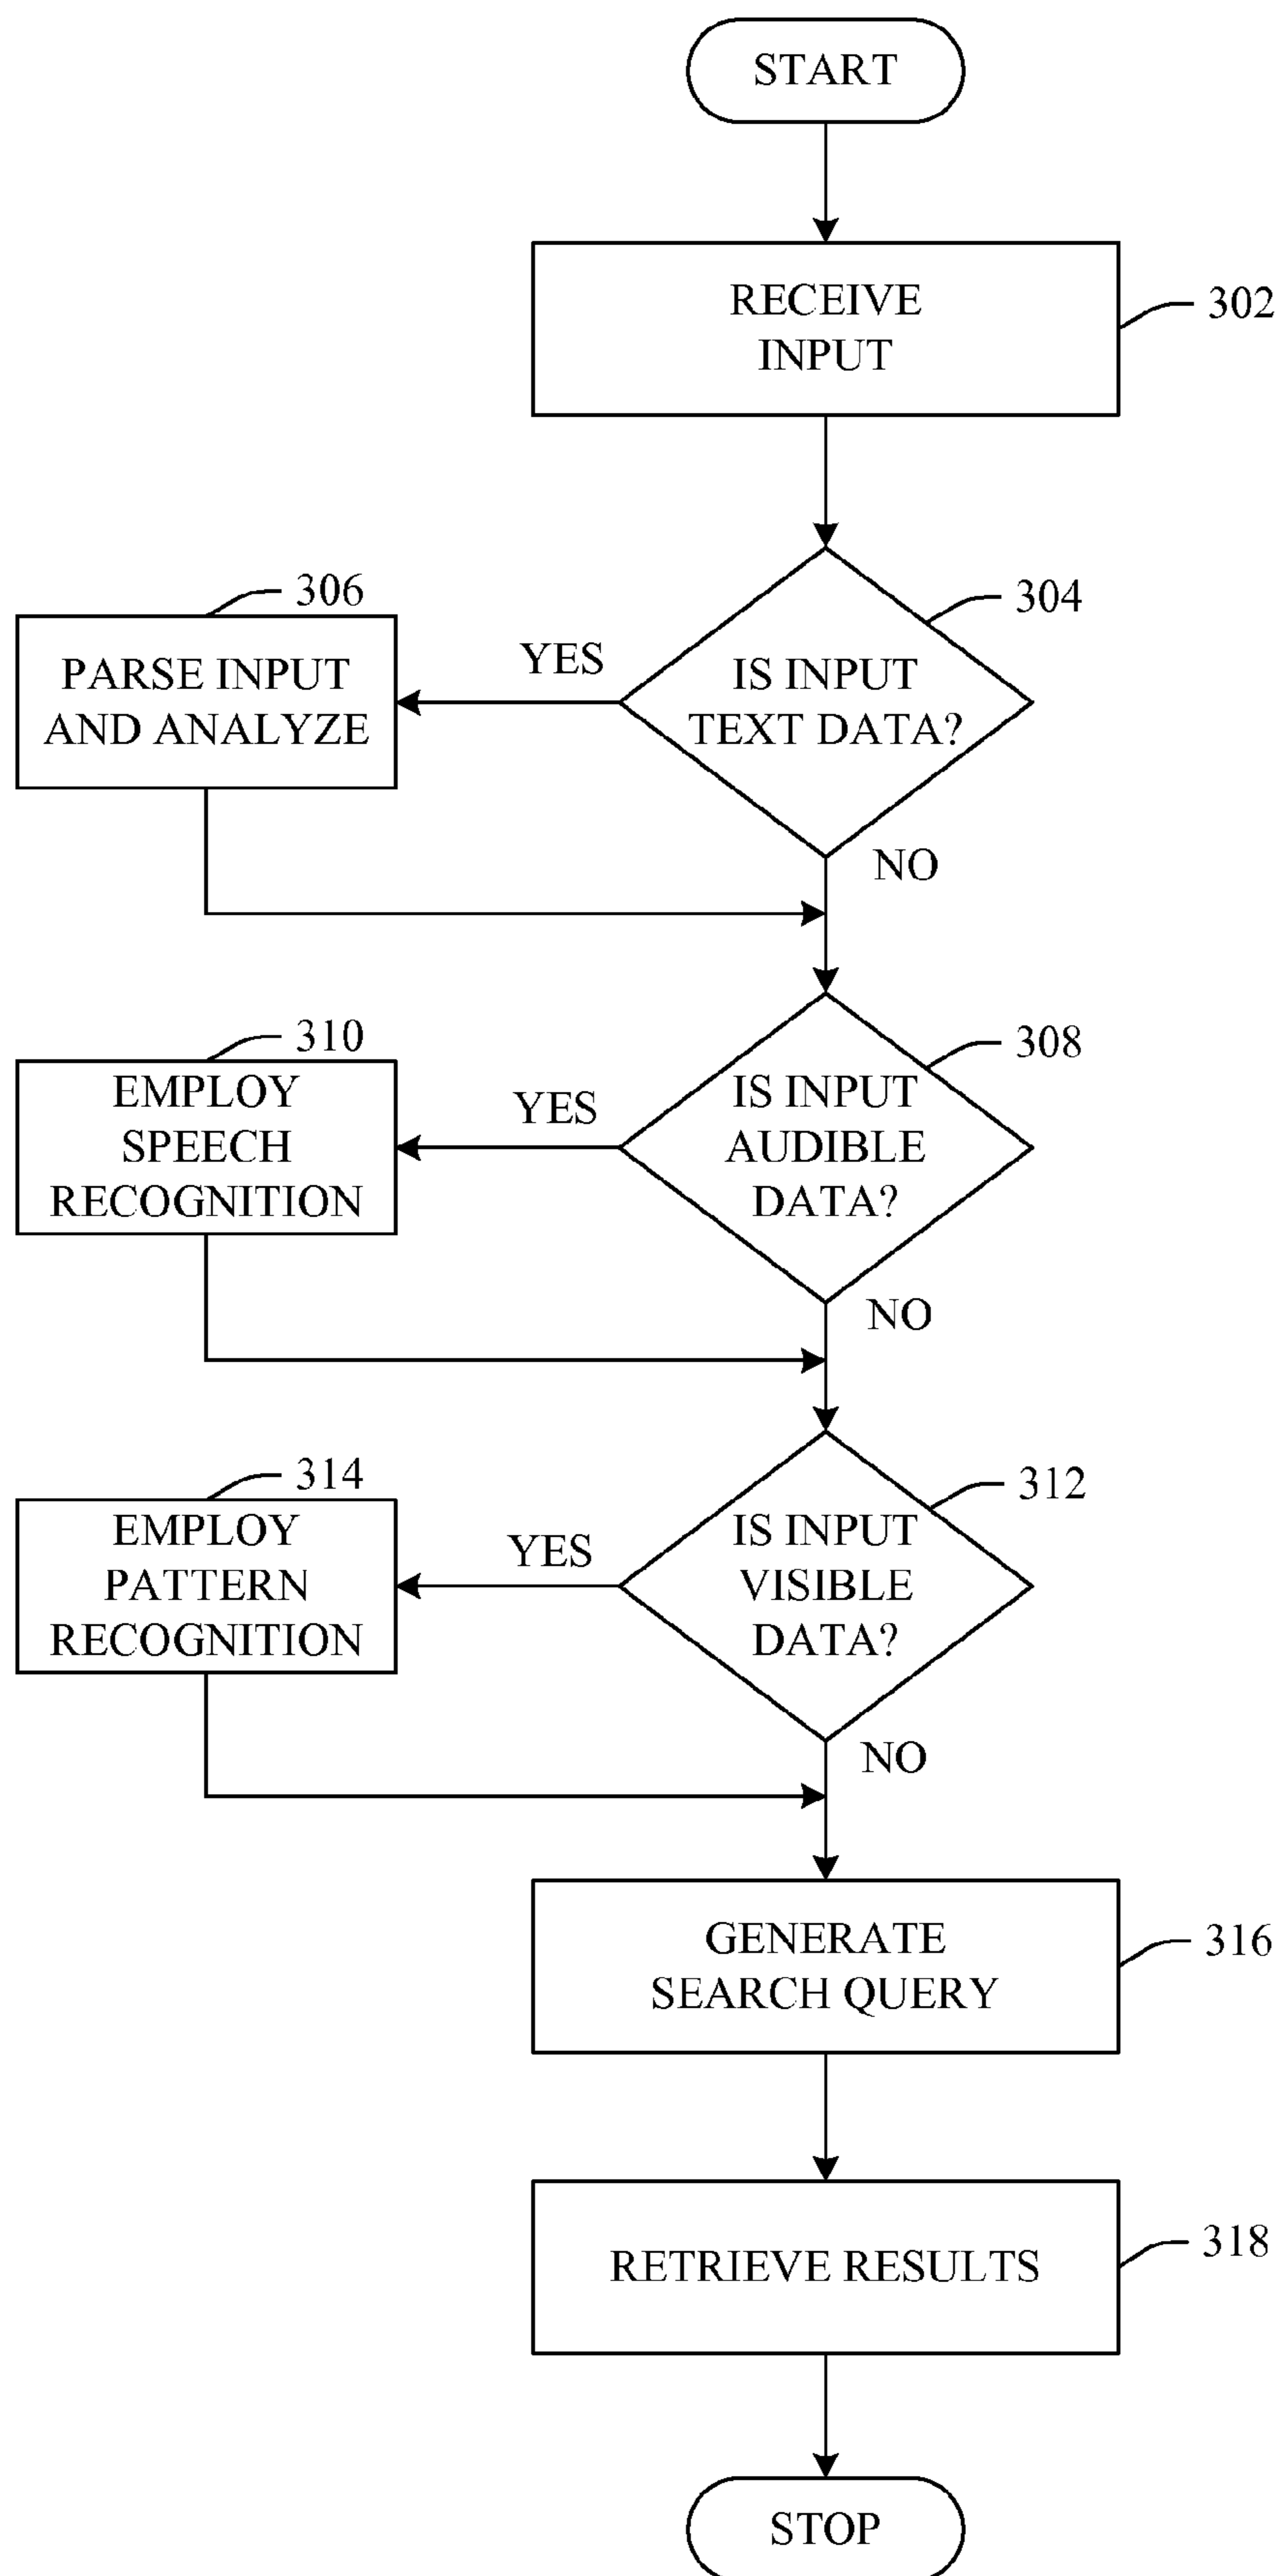 START
RECEIVE
INPUT
302
304
IS INPUT
TEXT DATA?
YES
306
PARSE INPUT
AND ANALYZE
NO
308
IS INPUT
AUDIBLE
DATA?
YES
310
EMPLOY
SPEECH
RECOGNITION
NO
312
IS INPUT
VISIBLE
DATA?
YES
314
EMPLOY
PATTERN
RECOGNITION
NO
GENERATE
SEARCH QUERY
316
RETRIEVE RESULTS
318
STOP